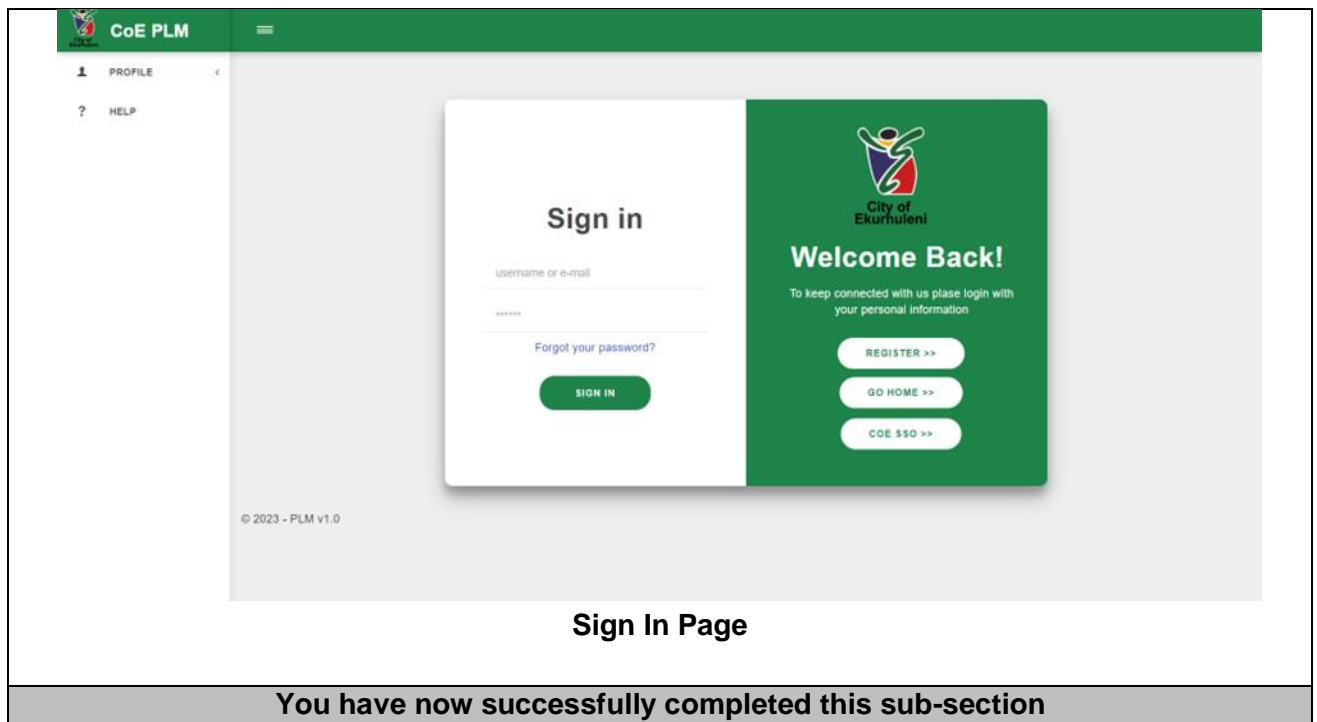 CoE PLM
PROFILE
HELP
Sign in
username or e-mail
******
Forgot your password?
SIGN IN
City of
Ekurhuleni
Welcome Back!
To keep connected with us plase login with
your personal information
REGISTER >>
GO HOME >>
COE SSO >>
© 2023 - PLM v1.0
Sign In Page
You have now successfully completed this sub-section